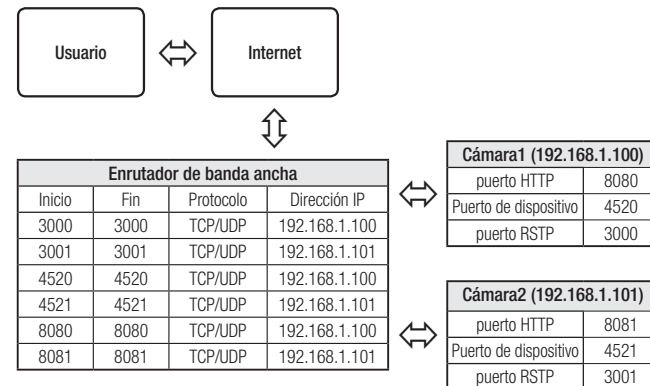 Usuario
Internet
Enrutador de banda ancha
Inicio Fin Protocolo Dirección IP
3000 3000 TCP/UDP 192.168.1.100
3001 3001 TCP/UDP 192.168.1.101
4520 4520 TCP/UDP 192.168.1.100
4521 4521 TCP/UDP 192.168.1.101
8080 8080 TCP/UDP 192.168.1.100
8081 8081 TCP/UDP 192.168.1.101
Cámara1 (192.168.1.100)
puerto HTTP 8080
Puerto de dispositivo 4520
puerto RSTP 3000
Cámara2 (192.168.1.101)
puerto HTTP 8081
Puerto de dispositivo 4521
puerto RSTP 3001